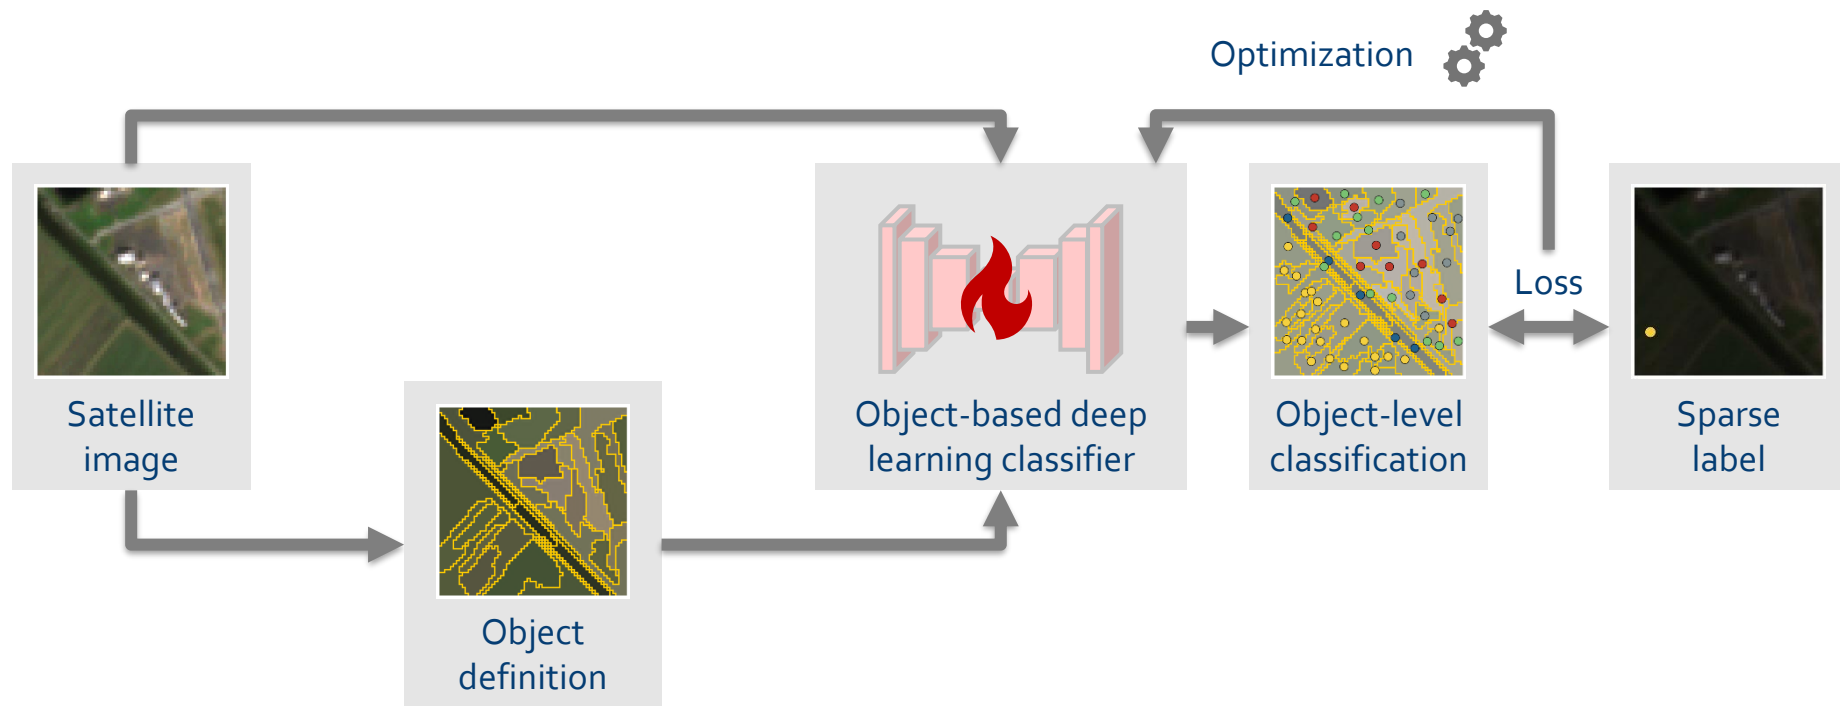 Optimization
Loss
Satellite
image
Object-based deep
learning classifier
Object-level
classification
Sparse
label
Object
definition